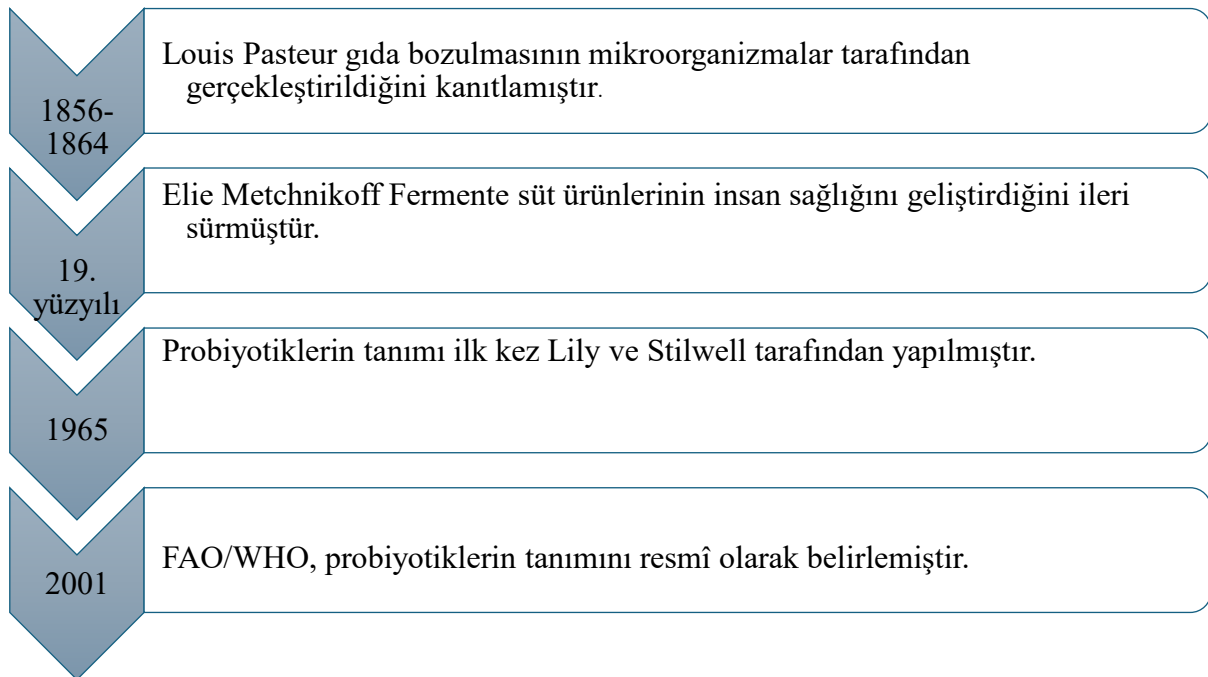 1856-
1864
Louis Pasteur gıda bozulmasının mikroorganizmalar tarafından
gerçekleştirildiğini kanıtlamıştır.
19.
yüzyılı
Elie Metchnikoff Fermente süt ürünlerinin insan sağlığını geliştirdiğini ileri
sürmüştür.
1965
Probiyotiklerin tanımı ilk kez Lily ve Stilwell tarafından yapılmıştır.
2001
FAO/WHO, probiyotiklerin tanımını resmî olarak belirlemiştir.